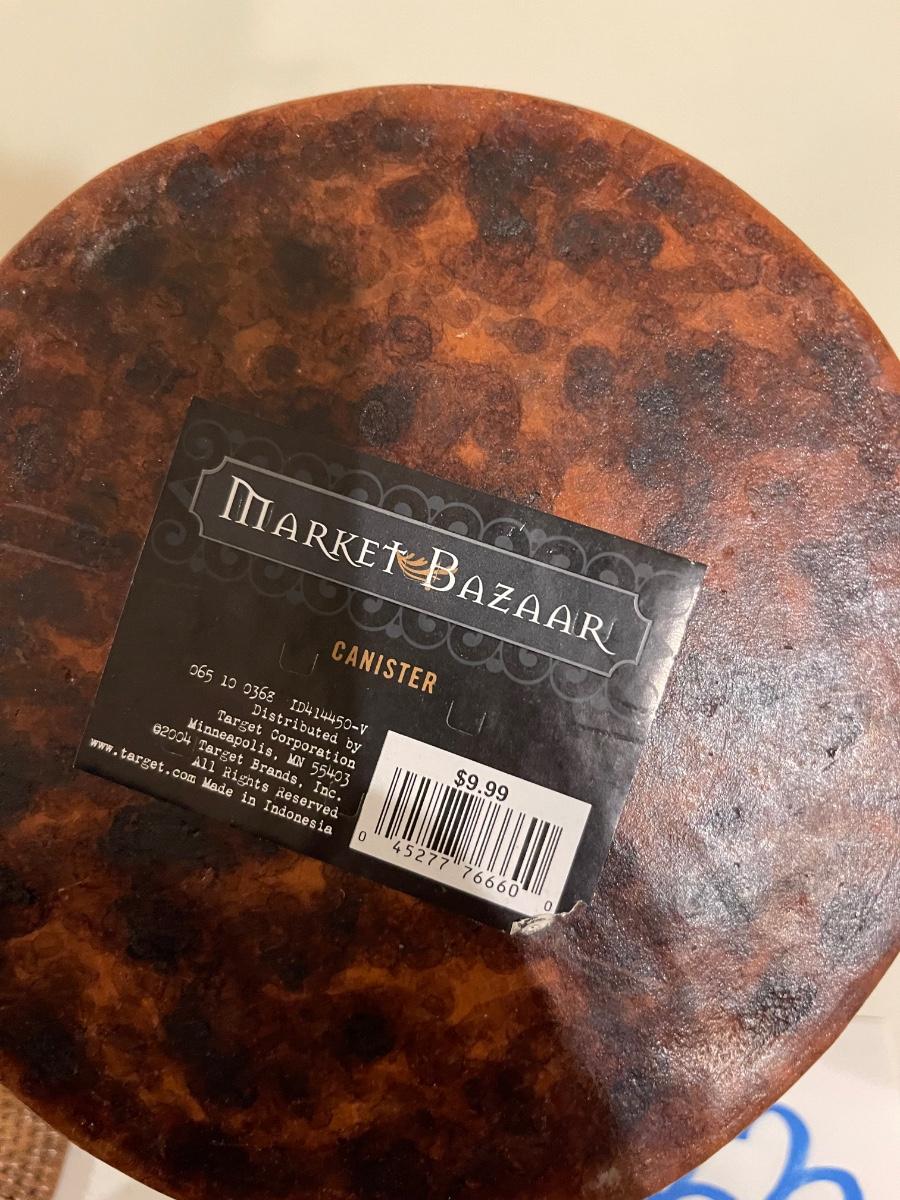 MARKET BAZAAR
CANISTER
065 10 0368 ID414450-V
Distributed by
Target Corporation
Minneapolis, MN 55403
©2004 Target Brands, Inc.
All Rights Reserved
www.target.com Made in Indonesia
$9.99
0 45277 76660 0